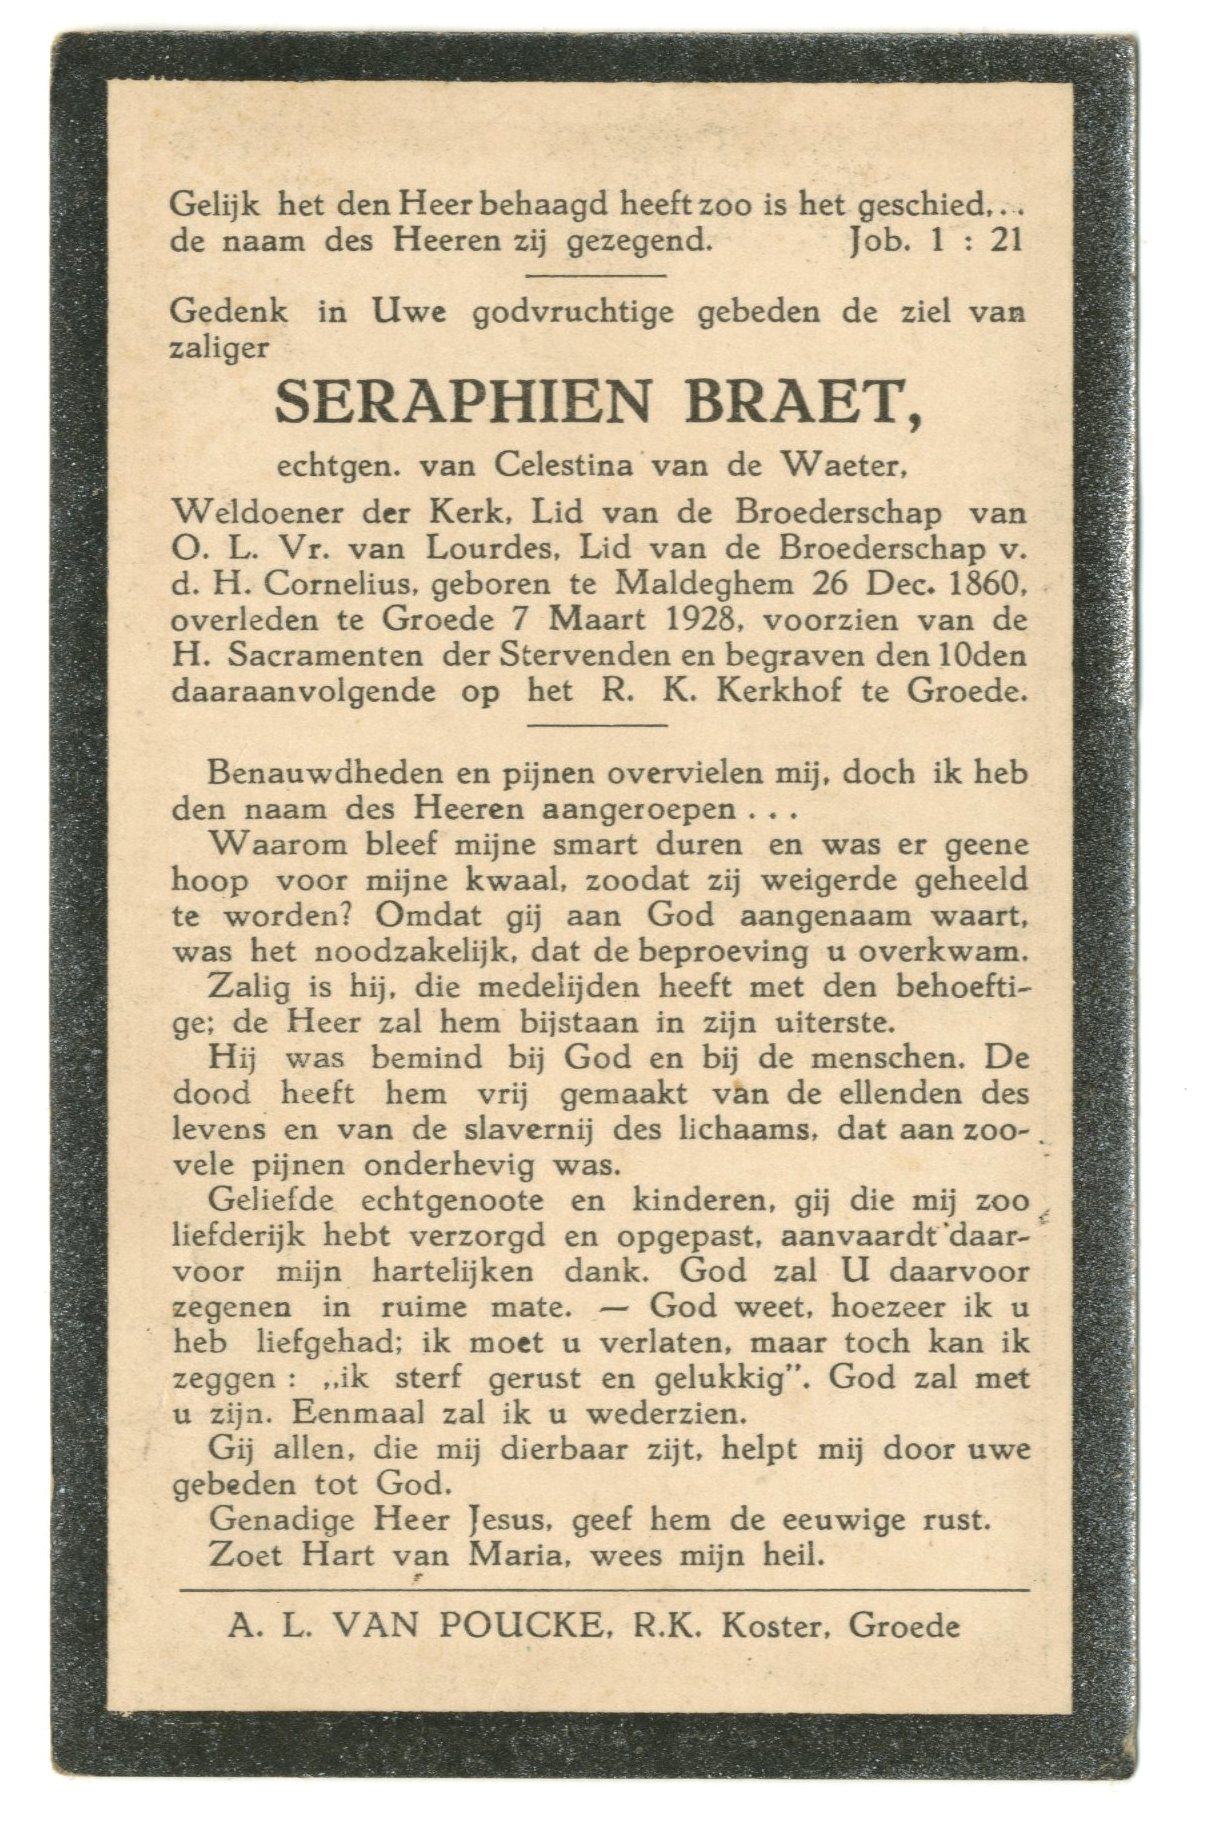 Gelijk het den Heer behaagd heeft zoo is het geschied,..
de naam des Heeren zij gezegend. Job. 1 : 21
Gedenk in Uwe godvruchtige gebeden de ziel van
zaliger
SERAPHIEN BRAET,
echtgen. van Celestina van de Waeter,
Weldoener der Kerk, Lid van de Broederschap van
O. L. Vr. van Lourdes, Lid van de Broederschap v.
d. H. Cornelius, geboren te Maldeghem 26 Dec. 1860,
overleden te Groede 7 Maart 1928, voorzien van de
H. Sacramenten der Stervenden en begraven den 10den
daaraanvolgende op het R. K. Kerkhof te Groede.
Benauwdheden en pijnen overvielen mij, doch ik heb
den naam des Heeren aangeroepen . . .
Waarom bleef mijne smart duren en was er geene
hoop voor mijne kwaal, zoodat zij weigerde geheeld
te worden? Omdat gij aan God aangenaam waart,
was het noodzakelijk, dat de beproeving u overkwam.
Zalig is hij, die medelijden heeft met den behoefti-
ge; de Heer zal hem bijstaan in zijn uiterste.
Hij was bemind bij God en bij de menschen. De
dood heeft hem vrij gemaakt van de ellenden des
levens en van de slavernij des lichaams, dat aan zoo-
vele pijnen onderhevig was.
Geliefde echtgenoote en kinderen, gij die mij zoo
liefderijk hebt verzorgd en opgepast, aanvaardt daar-
voor mijn hartelijken dank. God zal U daarvoor
zegenen in ruime mate. — God weet, hoezeer ik u
heb liefgehad; ik moet u verlaten, maar toch kan ik
zeggen : „ik sterf gerust en gelukkig”. God zal met
u zijn. Eenmaal zal ik u wederzien.
Gij allen, die mij dierbaar zijt, helpt mij door uwe
gebeden tot God.
Genadige Heer Jesus, geef hem de eeuwige rust.
Zoet Hart van Maria, wees mijn heil.
A. L. VAN POUCKE, R.K. Koster, Groede